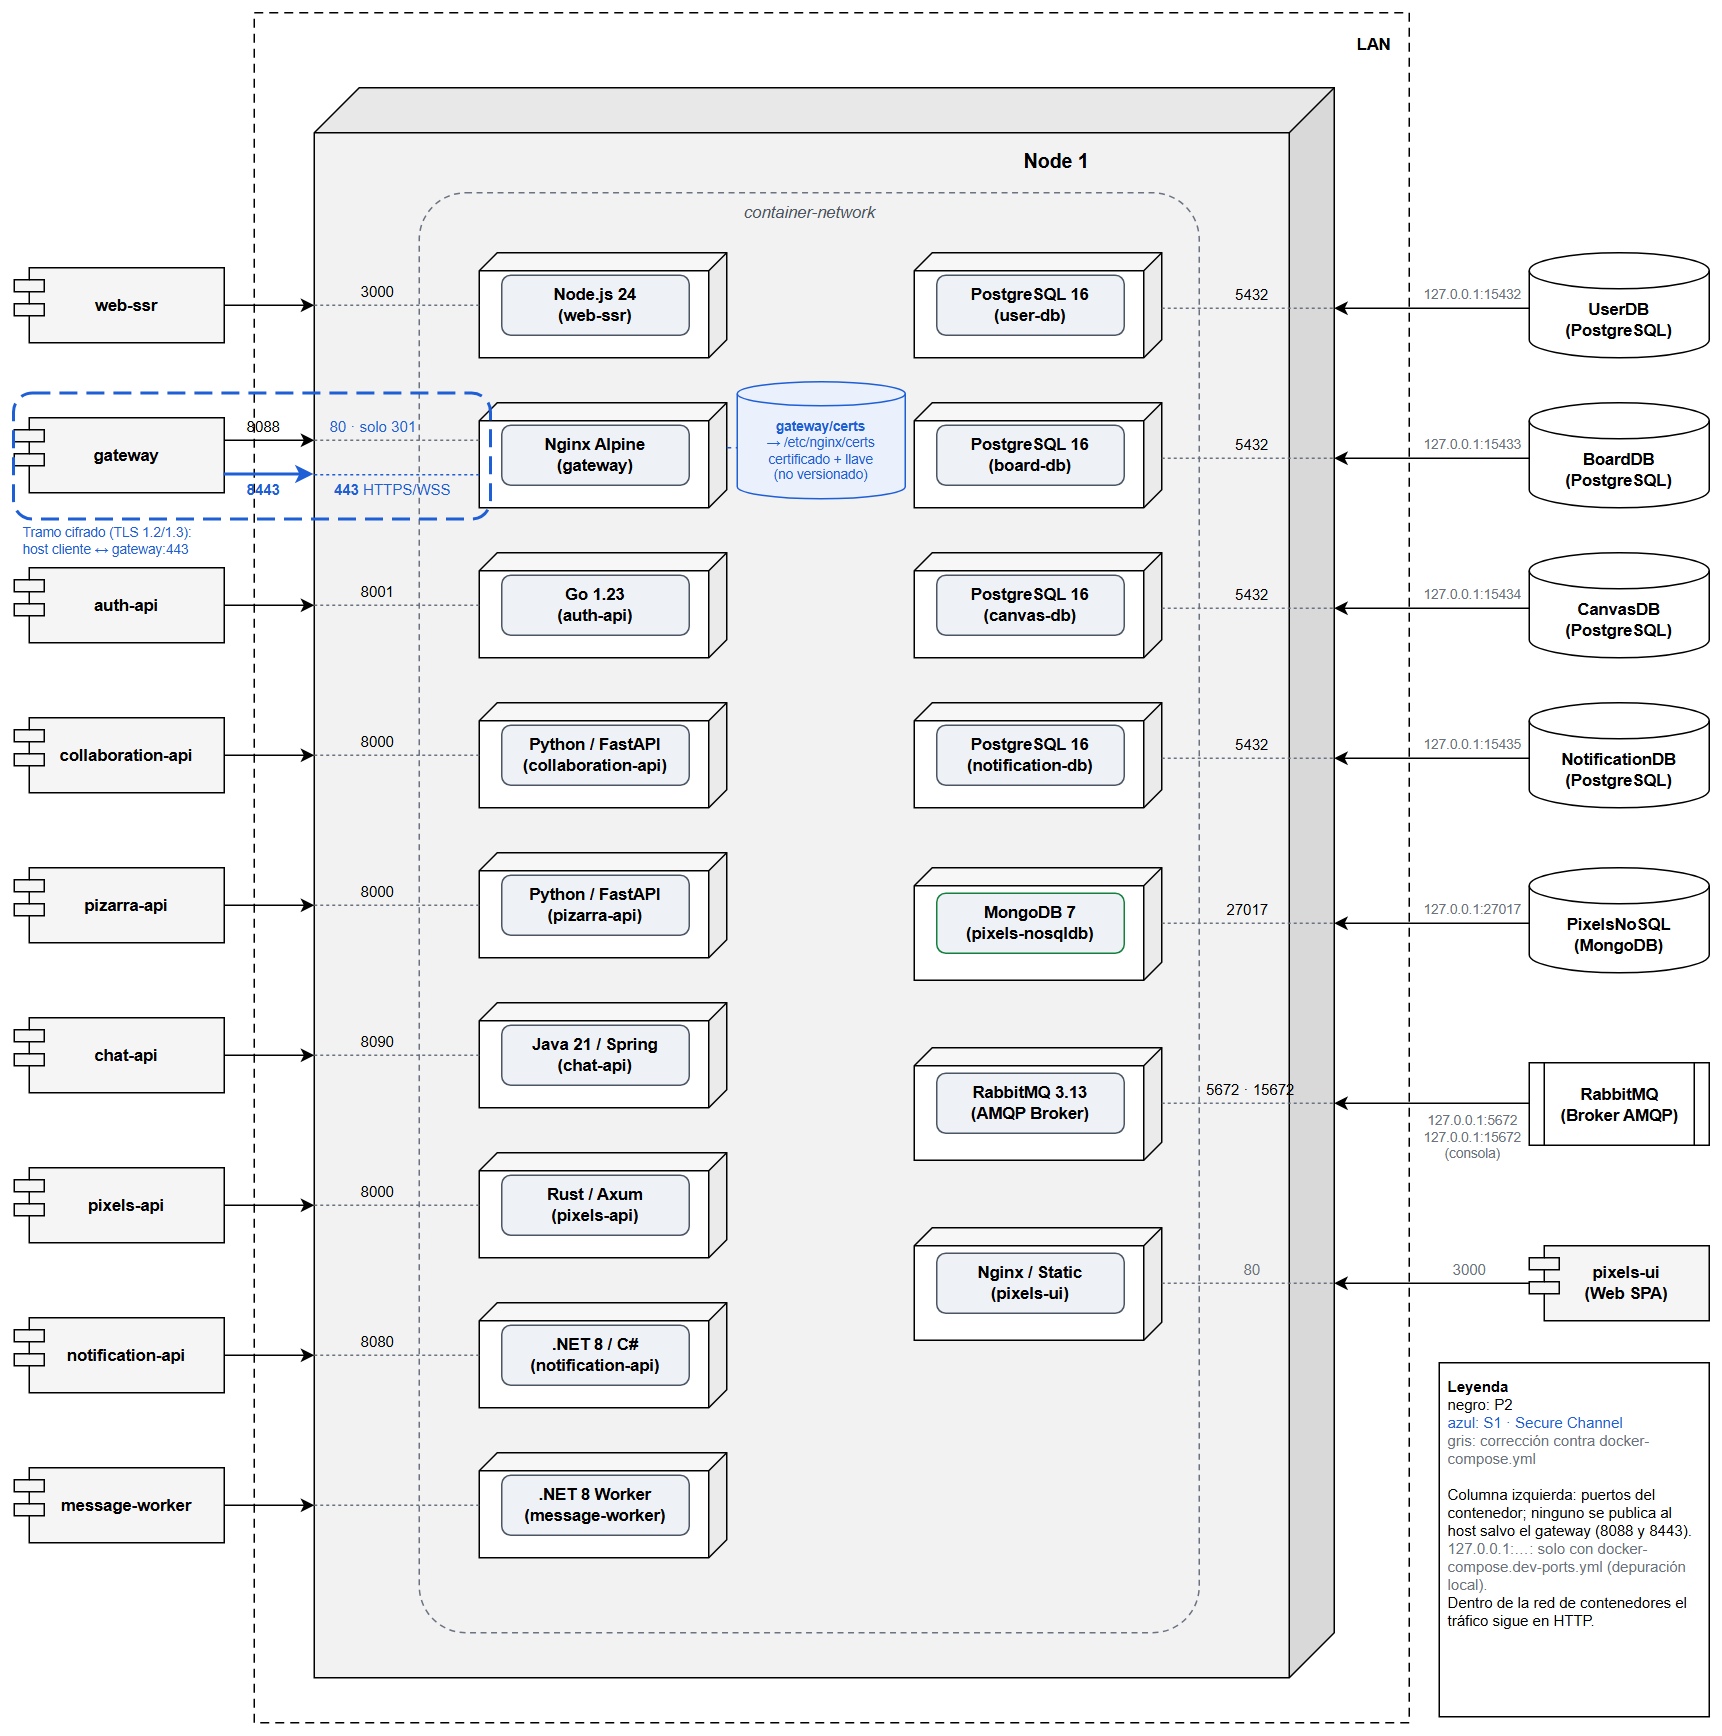 LAN
Node 1
container-network
web-ssr
3000
Node.js 24
(web-ssr)
PostgreSQL 16
(user-db)
5432
127.0.0.1:15432
UserDB
(PostgreSQL)
gateway
8088
80 · solo 301
8443
443 HTTPS/WSS
Tramo cifrado (TLS 1.2/1.3):
host cliente ↔ gateway:443
Nginx Alpine
(gateway)
gateway/certs
→ /etc/nginx/certs
certificado + llave
(no versionado)
PostgreSQL 16
(board-db)
5432
127.0.0.1:15433
BoardDB
(PostgreSQL)
auth-api
8001
Go 1.23
(auth-api)
PostgreSQL 16
(canvas-db)
5432
127.0.0.1:15434
CanvasDB
(PostgreSQL)
collaboration-api
8000
Python / FastAPI
(collaboration-api)
PostgreSQL 16
(notification-db)
5432
127.0.0.1:15435
NotificationDB
(PostgreSQL)
pizarra-api
8000
Python / FastAPI
(pizarra-api)
MongoDB 7
(pixels-nosqldb)
27017
127.0.0.1:27017
PixelsNoSQL
(MongoDB)
chat-api
8090
Java 21 / Spring
(chat-api)
RabbitMQ 3.13
(AMQP Broker)
5672 · 15672
127.0.0.1:5672
127.0.0.1:15672
(consola)
RabbitMQ
(Broker AMQP)
pixels-api
8000
Rust / Axum
(pixels-api)
Nginx / Static
(pixels-ui)
80
3000
pixels-ui
(Web SPA)
notification-api
8080
.NET 8 / C#
(notification-api)
message-worker
.NET 8 Worker
(message-worker)
Leyenda
negro: P2
azul: S1 · Secure Channel
gris: corrección contra docker-
compose.yml
Columna izquierda: puertos del
contenedor; ninguno se publica al
host salvo el gateway (8088 y 8443).
127.0.0.1:…: solo con docker-
compose.dev-ports.yml (depuración
local).
Dentro de la red de contenedores el
tráfico sigue en HTTP.